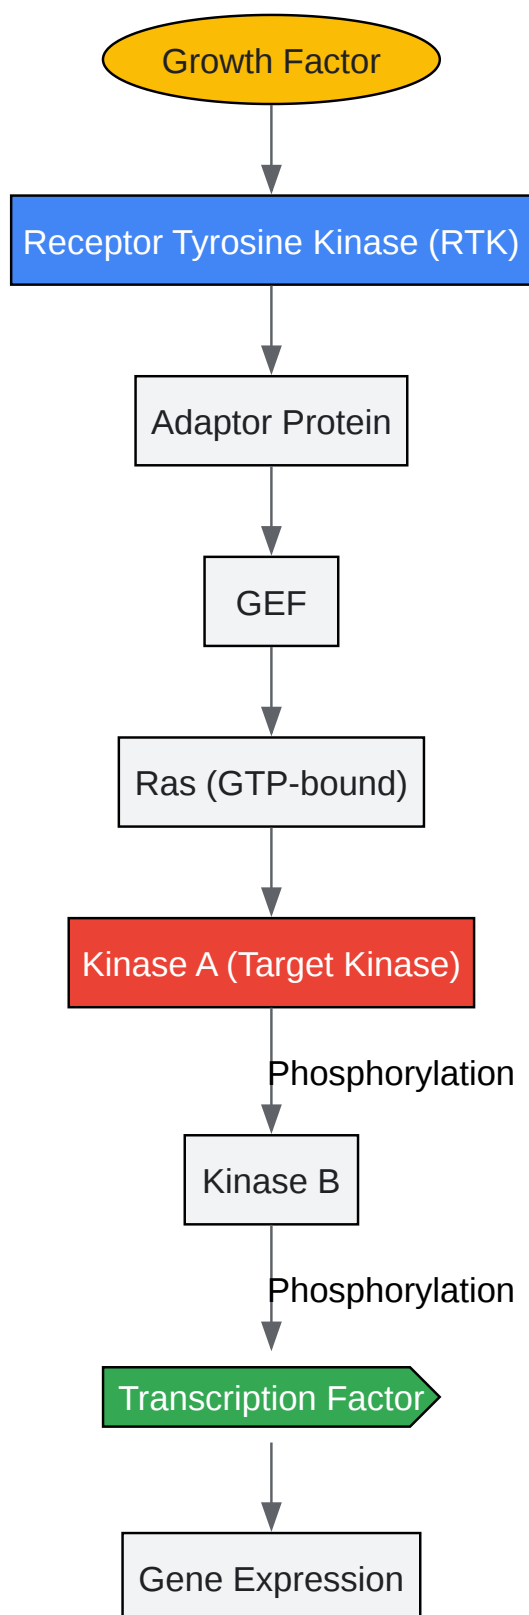 Growth Factor
Receptor Tyrosine Kinase (RTK)
Adaptor Protein
GEF
Ras (GTP-bound)
Kinase A (Target Kinase)
Phosphorylation
Kinase B
Phosphorylation
Transcription Factor
Gene Expression